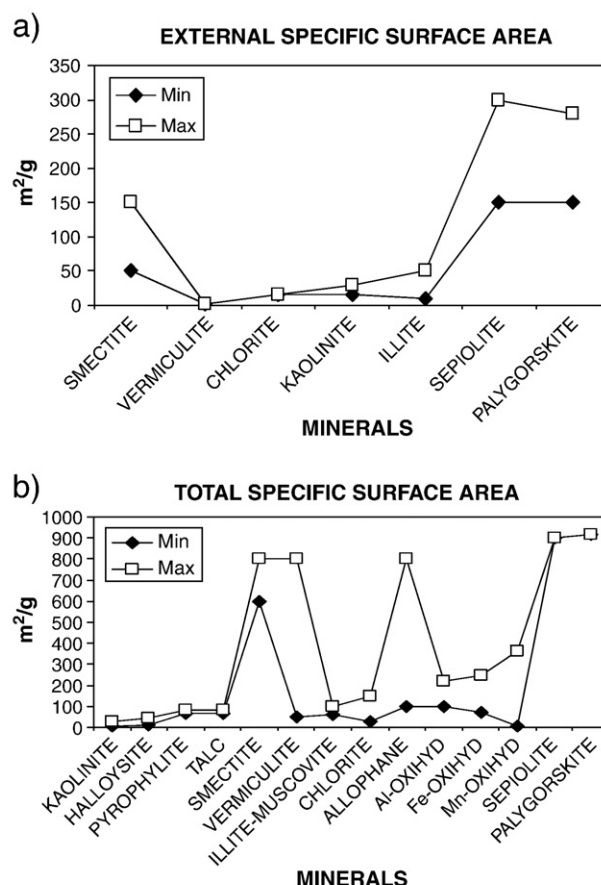 a)
EXTERNAL SPECIFIC SURFACE AREA
350
300
250
200
150
100
50
0
m²/g
Min
Max
SMECTITE
VERMICULITE
CHLORITE
KAOLINITE
ILLITE
SEPIOLITE
PALYGORSKITE
MINERALS
b)
TOTAL SPECIFIC SURFACE AREA
1000
900
800
700
600
500
400
300
200
100
0
m²/g
Min
Max
KAOLINITE
HALLOYSITE
PYROPHYLITE
TALC
SMECTITE
VERMICULITE
ILLITE-MUSCOVITE
CHLORITE
ALLOPHANE
Al-OXIHYD
Fe-OXIHYD
Mn-OXIHYD
SEPIOLITE
PALYGORSKITE
MINERALS